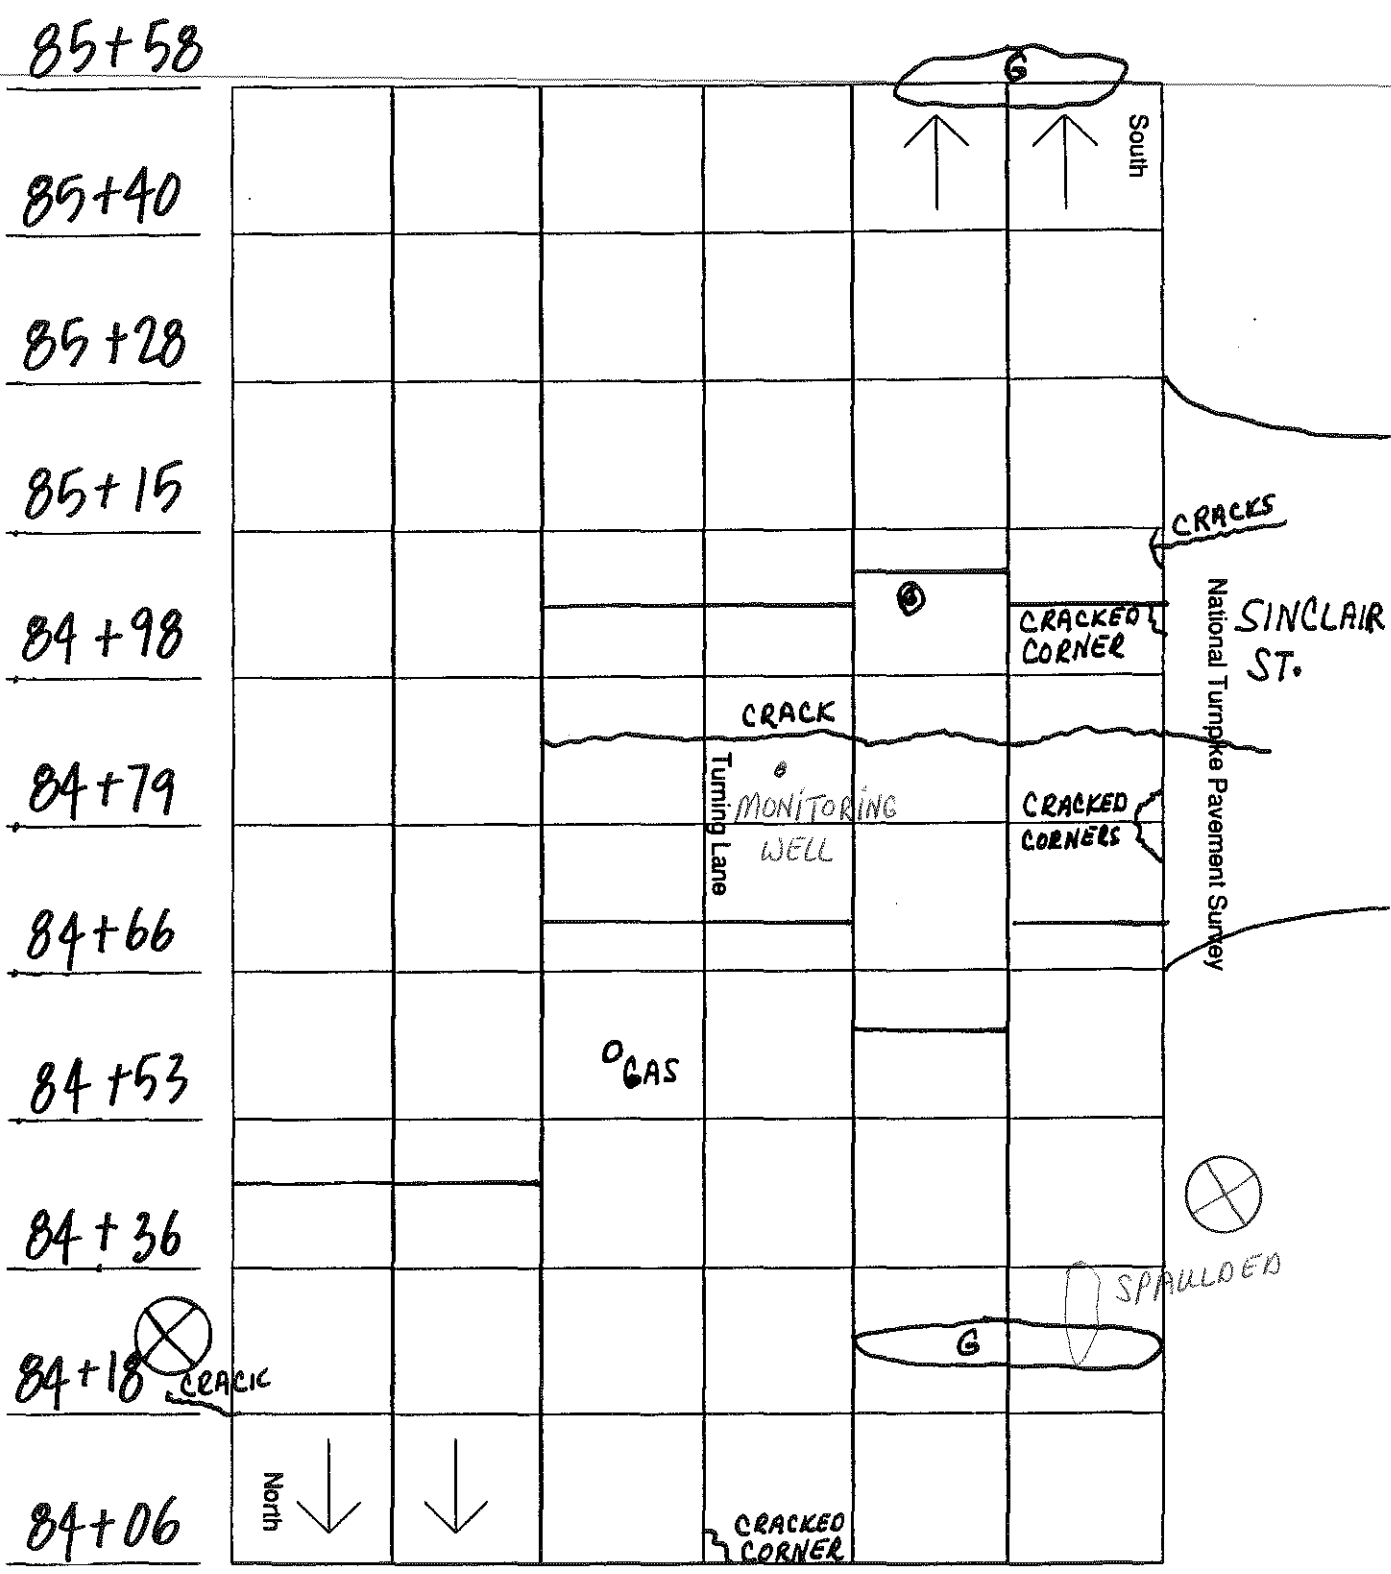 85+58
G
South
85+40
85+28
85+15
CRACKS
G
84+98
CRACKED
CORNER
SINCLAIR
ST.
National Turnpke Pavement Survey
CRACK
84+79
Turning Lane
MONITORING
WELL
CRACKED
CORNERS
84+66
GAS
84+53
84+36
SPAULDED
G
84+18
CRACK
North
84+06
CRACKED
CORNER